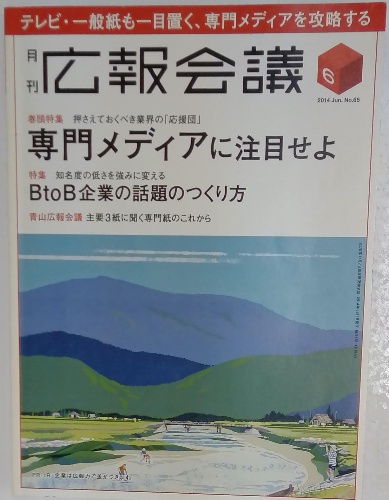 テレビ・一般紙も一目置く、専門メディアを攻略する
月刊 広報会議
6
2014 Jun. No.65
巻頭特集 押さえておくべき業界の「応援団」
専門メディアに注目せよ
特集 知名度の低さを強みに変える
BtoB企業の話題のつくり方
青山広報会議 主要3紙に聞く専門紙のこれから